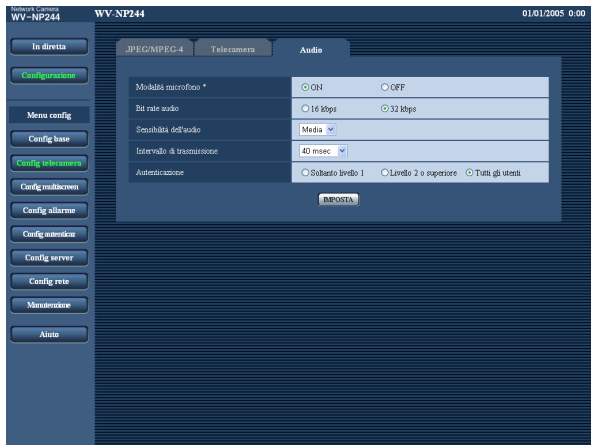 Network Camera
WV-NP244
WV-NP244 01/01/2005 0:00
In diretta
Configurazione
Menu config
Config base
Config telecamera
Config multiscreen
Config allarme
Config autenticaz
Config server
Config rete
Manutenzione
Aiuto
JPEG/MPEG-4 Telecamera Audio
Modalità microfono * ON OFF
Bit rate audio 16 kbps 32 kbps
Sensibilità dell'audio Media
Intervallo di trasmissione 40 msec
Autenticazione Soltanto livello 1 Livello 2 o superiore Tutti gli utenti
IMPOSTA